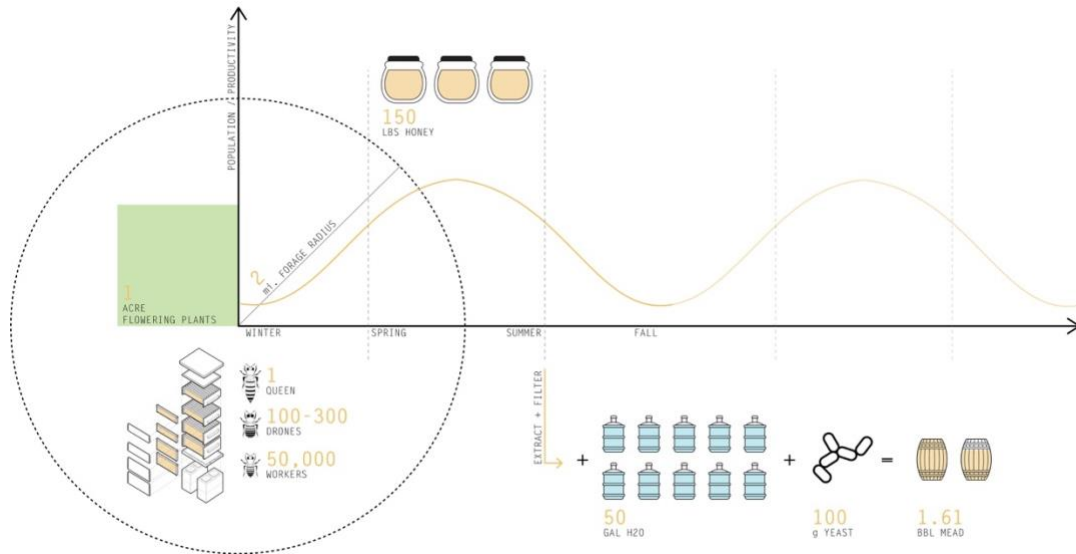 POPULATION / PRODUCTIVITY
150
LBS HONEY
2
mi. FORAGE RADIUS
1
ACRE
FLOWERING PLANTS
WINTER
SPRING
SUMMER
FALL
1
QUEEN
100-300
DRONES
50,000
WORKERS
EXTRACT + FILTER
+
50
GAL H2O
+
100
g YEAST
=
1.61
BBL MEAD